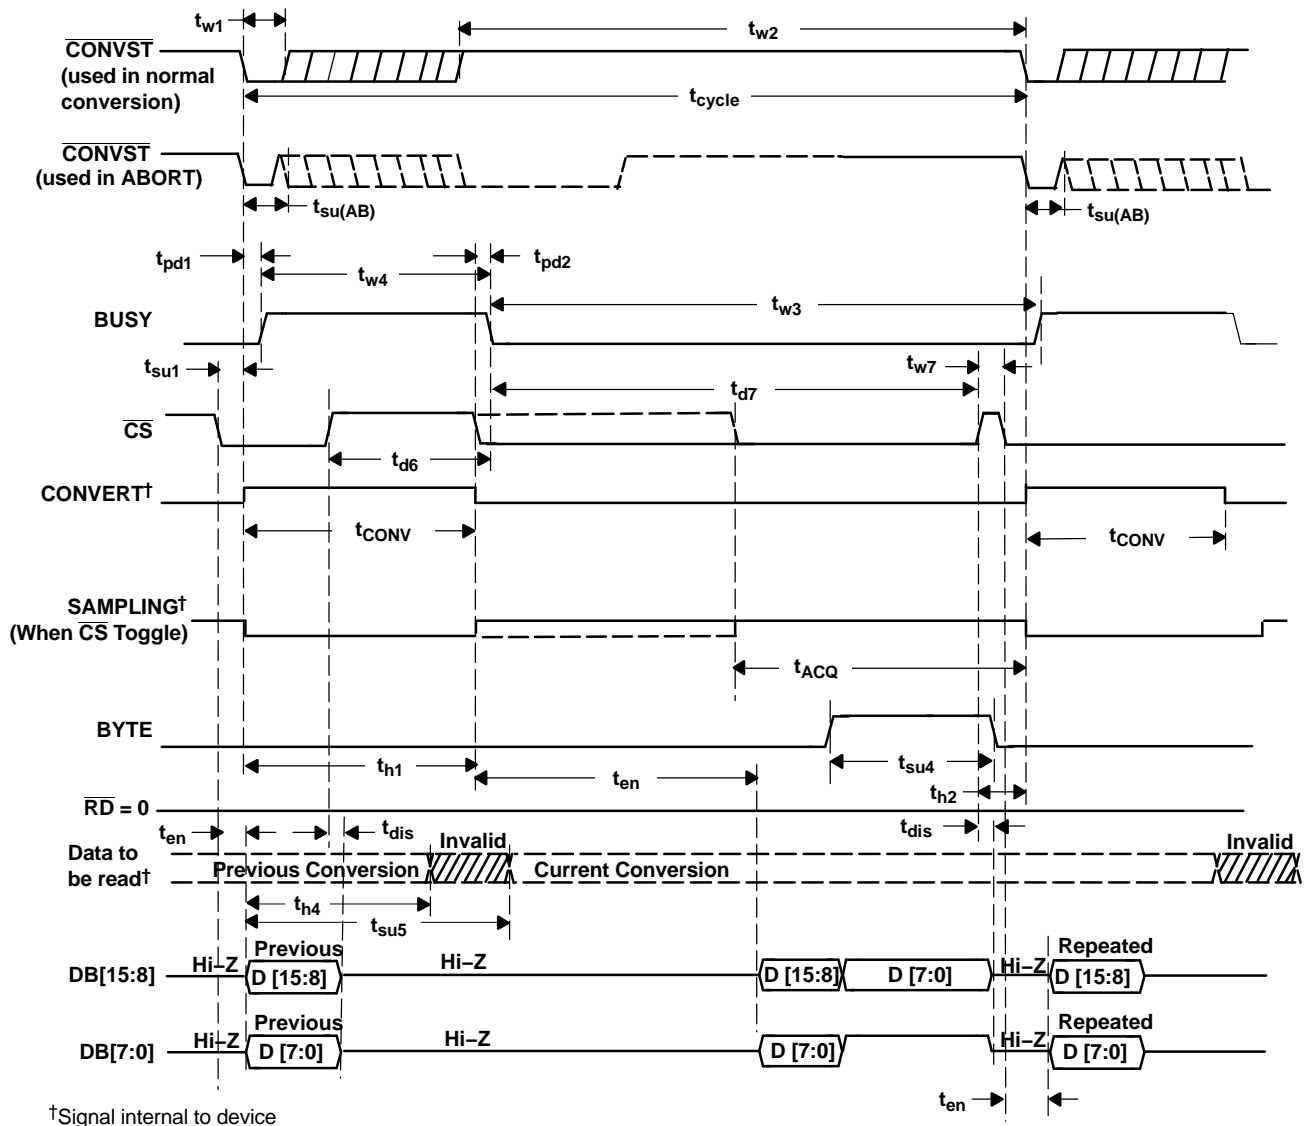 tw1
tw2
CONVST
(used in normal
conversion)
tcycle
CONVST
(used in ABORT)
tsu(AB)
tsu(AB)
tpd1
tw4
tpd2
tw3
BUSY
tsu1
tw7
td7
CS
td6
CONVERT†
tCONV
tCONV
SAMPLING†
(When CS Toggle)
tACQ
BYTE
th1
ten
tsu4
th2
RD = 0
ten
tdis
tdis
Data to
be read†
Previous Conversion
Invalid
Current Conversion
Invalid
th4
tsu5
DB[15:8]
Hi–Z
Previous
D [15:8]
Hi–Z
D [15:8]
D [7:0]
Hi–Z
Repeated
D [15:8]
DB[7:0]
Hi–Z
Previous
D [7:0]
Hi–Z
D [7:0]
Hi–Z
Repeated
D [7:0]
ten
†Signal internal to device